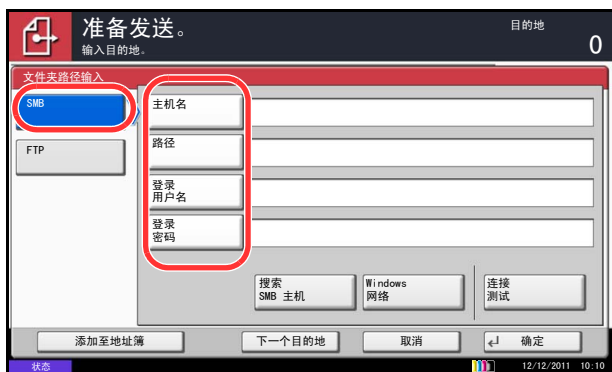 准备发送。
输入目的地。
目的地
0
文件夹路径输入
SMB
FTP
主机名
路径
登录
用户名
登录
密码
搜索
SMB 主机
Windows
网络
连接
测试
添加至地址簿
下一个目的地
取消
确定
状态
12/12/2011 10:10